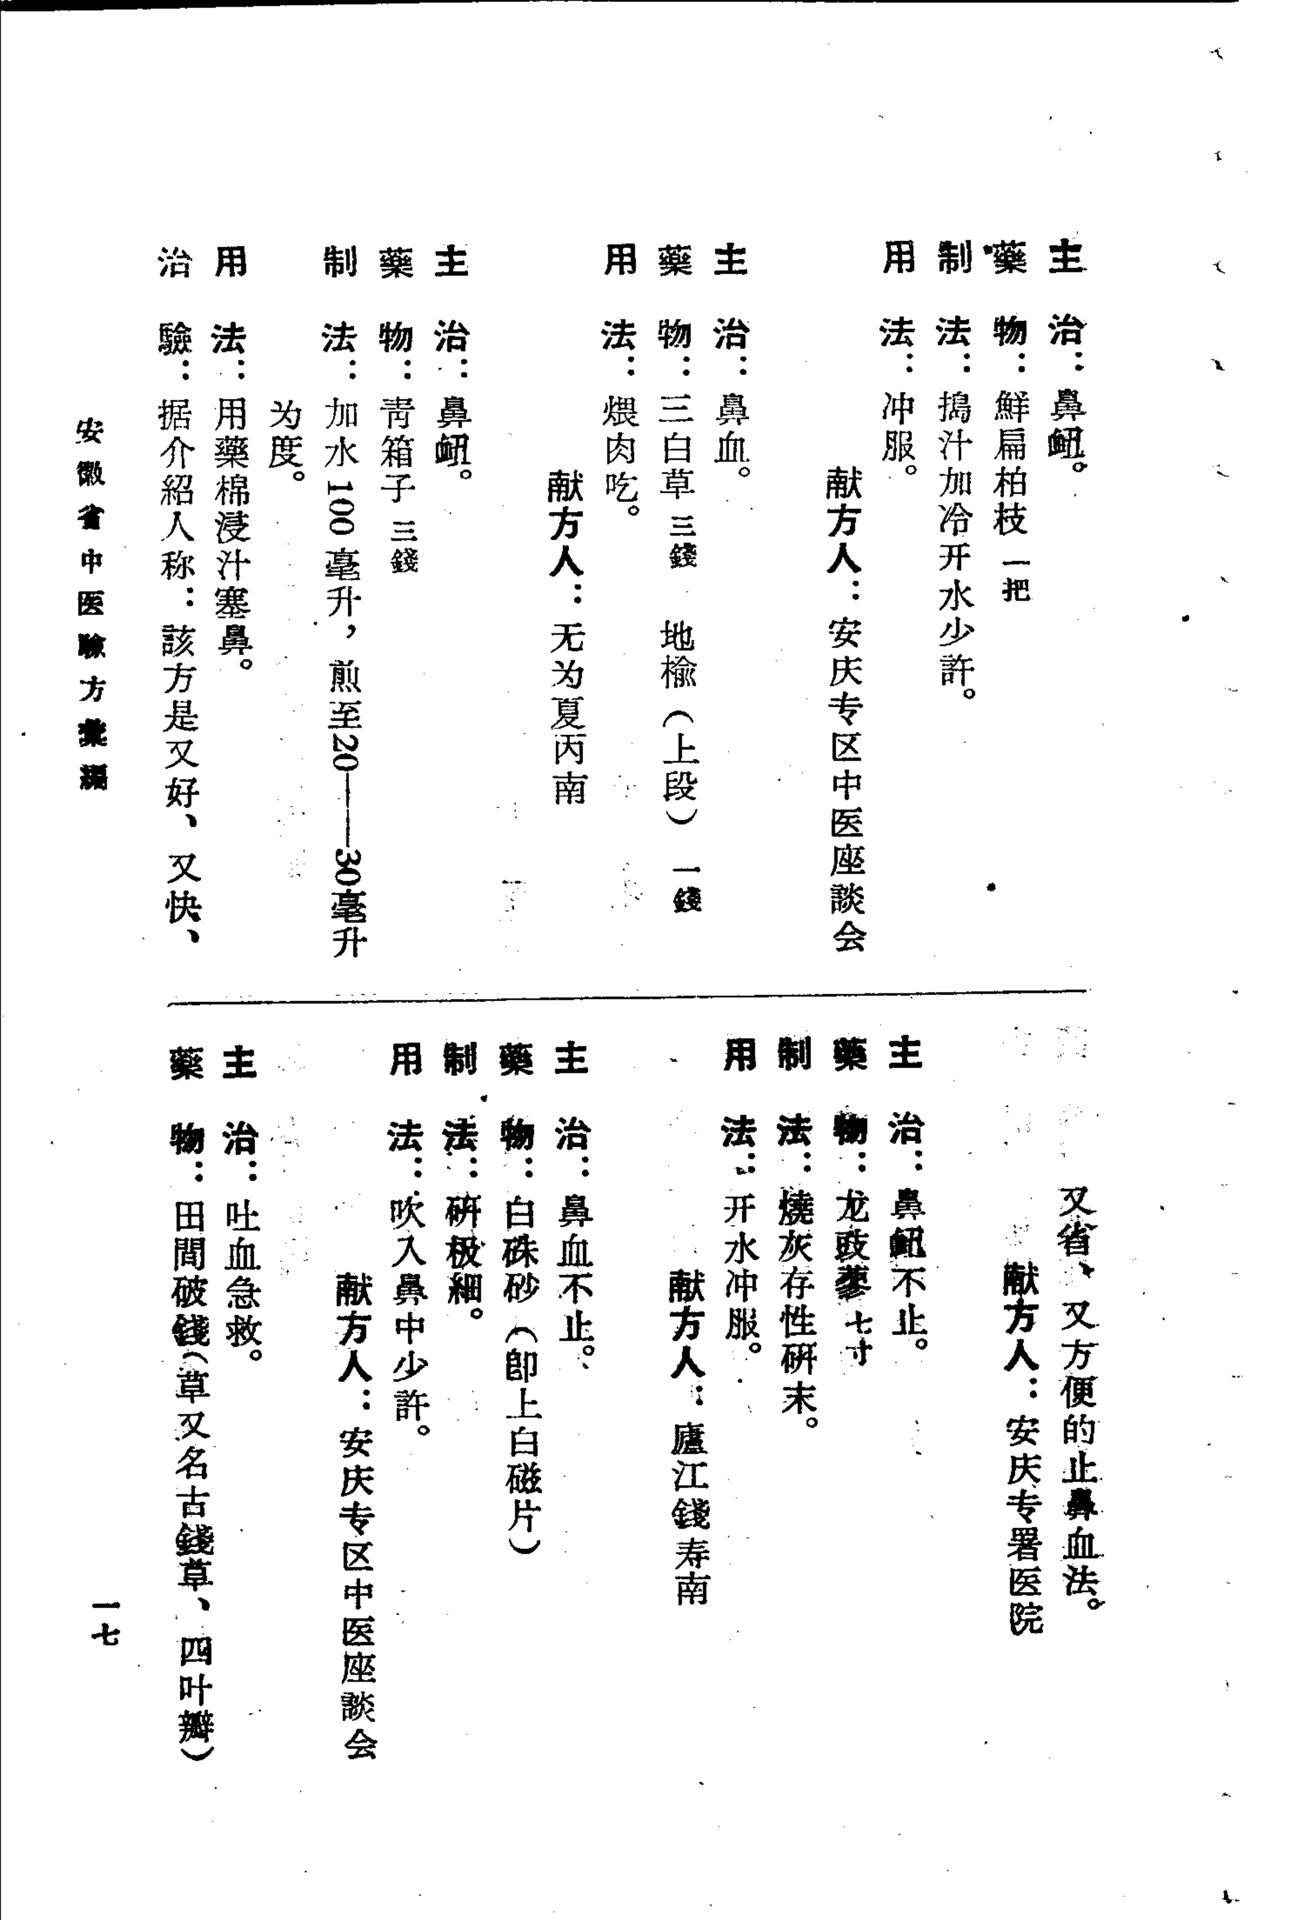 主　治：鼻衄。
藥　物：鮮扁柏枝 一把
制　法：搗汁加冷开水少許。
用　法：冲服。
献方人：安庆专区中医座談会
主　治：鼻血。
藥　物：三白草 三錢　地榆（上段）一錢
用　法：煨肉吃。
献方人：无为夏丙南
主　治：鼻衄。
藥　物：靑箱子 三錢
制　法：加水100毫升，煎至20——30毫升
为度。
用　法：用藥棉浸汁塞鼻。
治　驗：据介紹人称：該方是又好、又快、
又省、又方便的止鼻血法。
献方人：安庆专署医院
主　治：鼻衄不止。
藥　物：龙豉蔘 七寸
制　法：燒灰存性硏末。
用　法：开水冲服。
献方人：廬江錢寿南
主　治：鼻血不止。
藥　物：白硃砂（卽上白磁片）
制　法：硏极細。
用　法：吹入鼻中少許。
献方人：安庆专区中医座談会
主　治：吐血急救。
藥　物：田間破錢（草又名古錢草、四叶瓣）
安徽省中医驗方彙編
一七